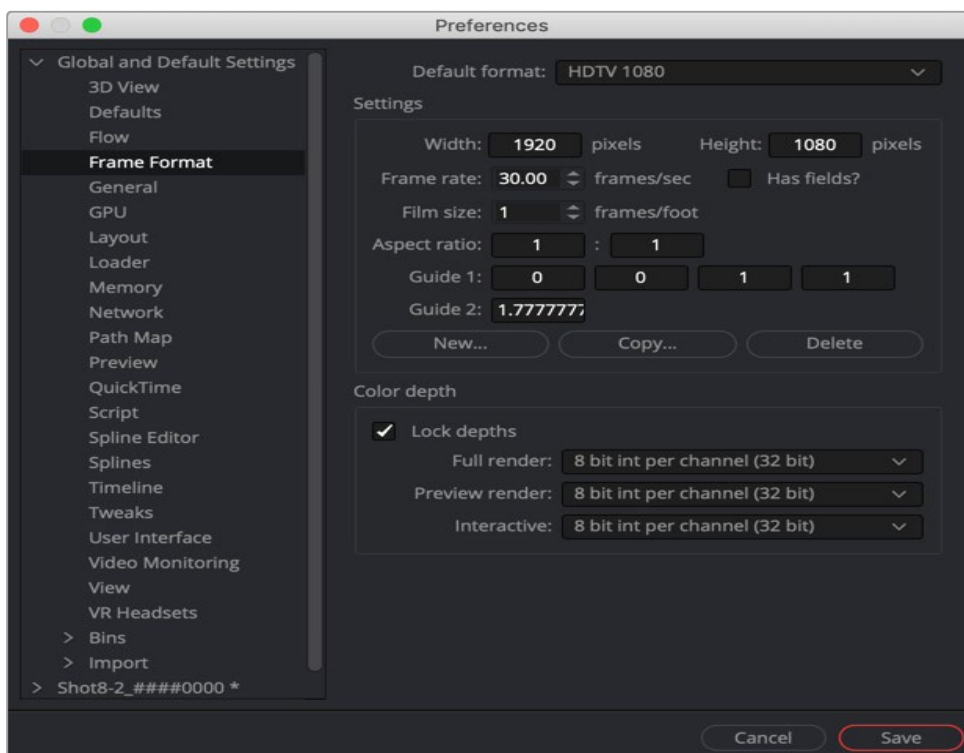 Preferences
Global and Default Settings
3D View
Defaults
Flow
Frame Format
General
GPU
Layout
Loader
Memory
Network
Path Map
Preview
QuickTime
Script
Spline Editor
Splines
Timeline
Tweaks
User Interface
Video Monitoring
View
VR Headsets
Bins
Import
Shot8-2_####0000 *
Default format: HDTV 1080
Settings
Width: 1920 pixels Height: 1080 pixels
Frame rate: 30.00 frames/sec Has fields?
Film size: 1 frames/foot
Aspect ratio: 1 : 1
Guide 1: 0 0 1 1
Guide 2: 1.7777777
New... Copy... Delete
Color depth
Lock depths
Full render: 8 bit int per channel (32 bit)
Preview render: 8 bit int per channel (32 bit)
Interactive: 8 bit int per channel (32 bit)
Cancel Save